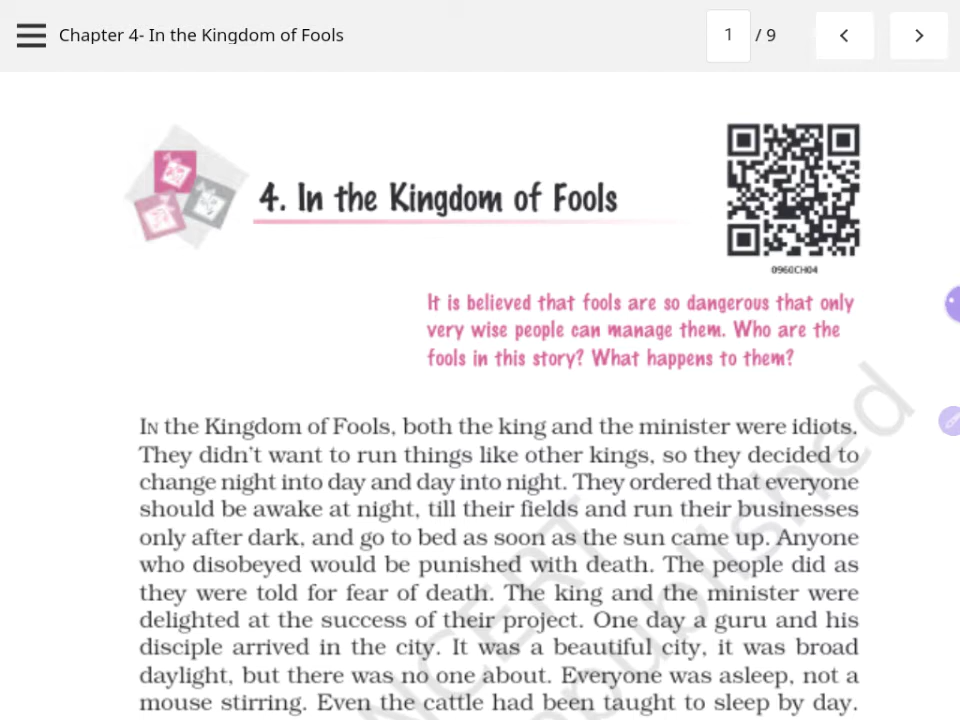 Chapter 4- In the Kingdom of Fools
1 / 9
4. In the Kingdom of Fools
0960CH04
It is believed that fools are so dangerous that only
very wise people can manage them. Who are the
fools in this story? What happens to them?
IN the Kingdom of Fools, both the king and the minister were idiots.
They didn't want to run things like other kings, so they decided to
change night into day and day into night. They ordered that everyone
should be awake at night, till their fields and run their businesses
only after dark, and go to bed as soon as the sun came up. Anyone
who disobeyed would be punished with death. The people did as
they were told for fear of death. The king and the minister were
delighted at the success of their project. One day a guru and his
disciple arrived in the city. It was a beautiful city, it was broad
daylight, but there was no one about. Everyone was asleep, not a
mouse stirring. Even the cattle had been taught to sleep by day.
NCERT
published